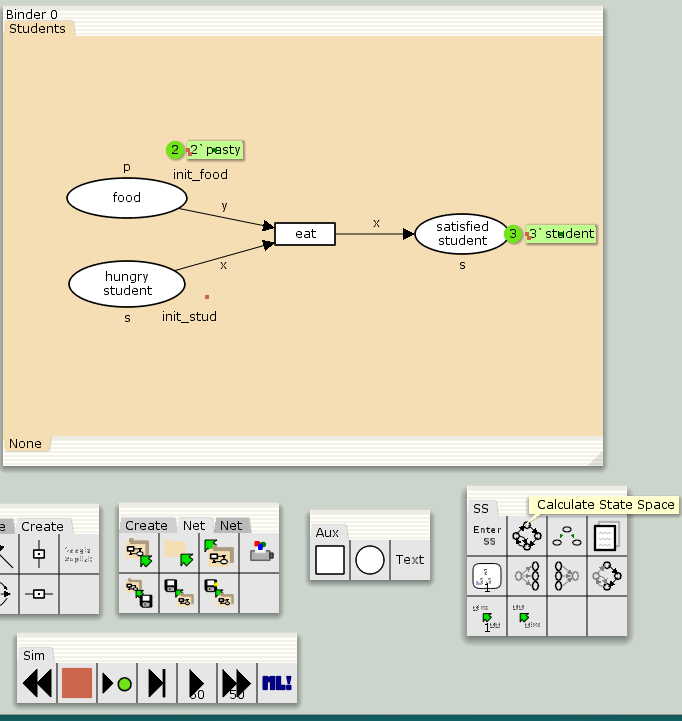 Binder 0
Students
2 2`pasty
p
init_food
food
y
eat
x
satisfied
student
3 3`student
s
x
hungry
student
s
init_stud
None
Create
Create Net Net
Aux
Text
SS
Calculate State Space
Enter
SS
1
1
Sim
50
50
ML!